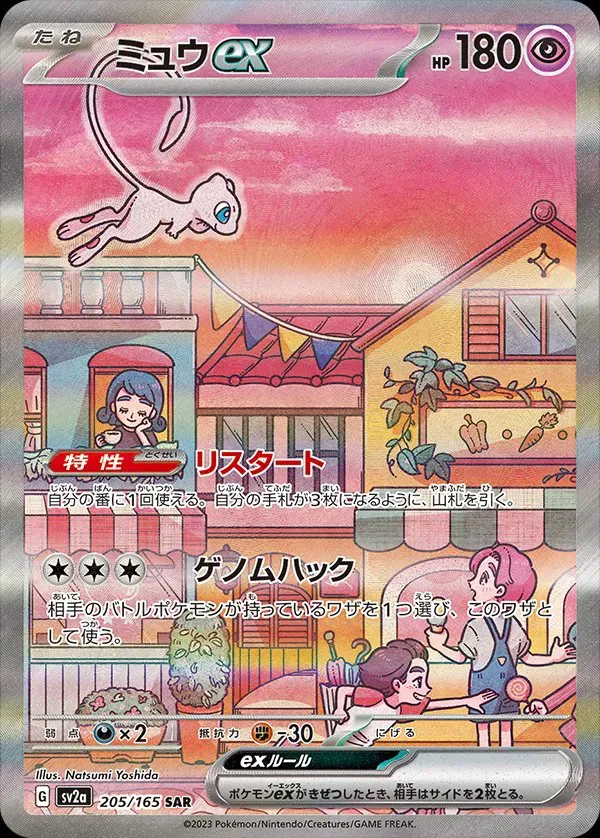 たね ミュウex HP 180
特性 とくせい リスタート
自分の番に1回使える。自分の手札が3枚になるように、山札を引く。
ゲノムハック
相手のバトルポケモンが持っているワザを1つ選び、このワザと
して使う。
弱点 ×2 抵抗力 -30 にげる
exルール
ポケモンexがきぜつしたとき、相手はサイドを2枚とる。
Illus. Natsumi Yoshida
G sv2a 205/165 SAR
©2023 Pokémon/Nintendo/Creatures/GAME FREAK.